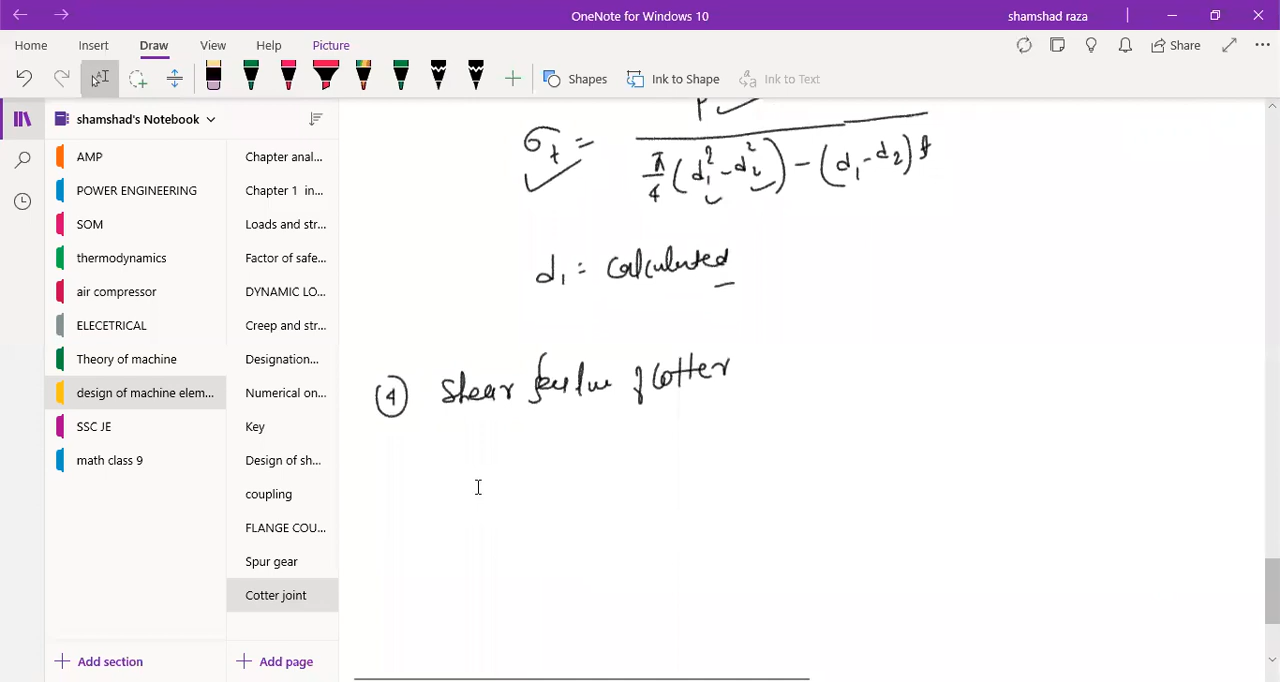 OneNote for Windows 10
shamshad raza
Home Insert Draw View Help Picture
Share
Shapes Ink to Shape Ink to Text
shamshad's Notebook
AMP
POWER ENGINEERING
SOM
thermodynamics
air compressor
ELECETRICAL
Theory of machine
design of machine elem...
SSC JE
math class 9
Add section
Chapter anal...
Chapter 1 in...
Loads and str...
Factor of safe...
DYNAMIC LO...
Creep and str...
Designation...
Numerical on...
Key
Design of sh...
coupling
FLANGE COU...
Spur gear
Cotter joint
Add page
P
σt =
π/4 (d1² - d2²) - (d1 - d2) t
d1 = Calculated
4 Shear failure of Cotter